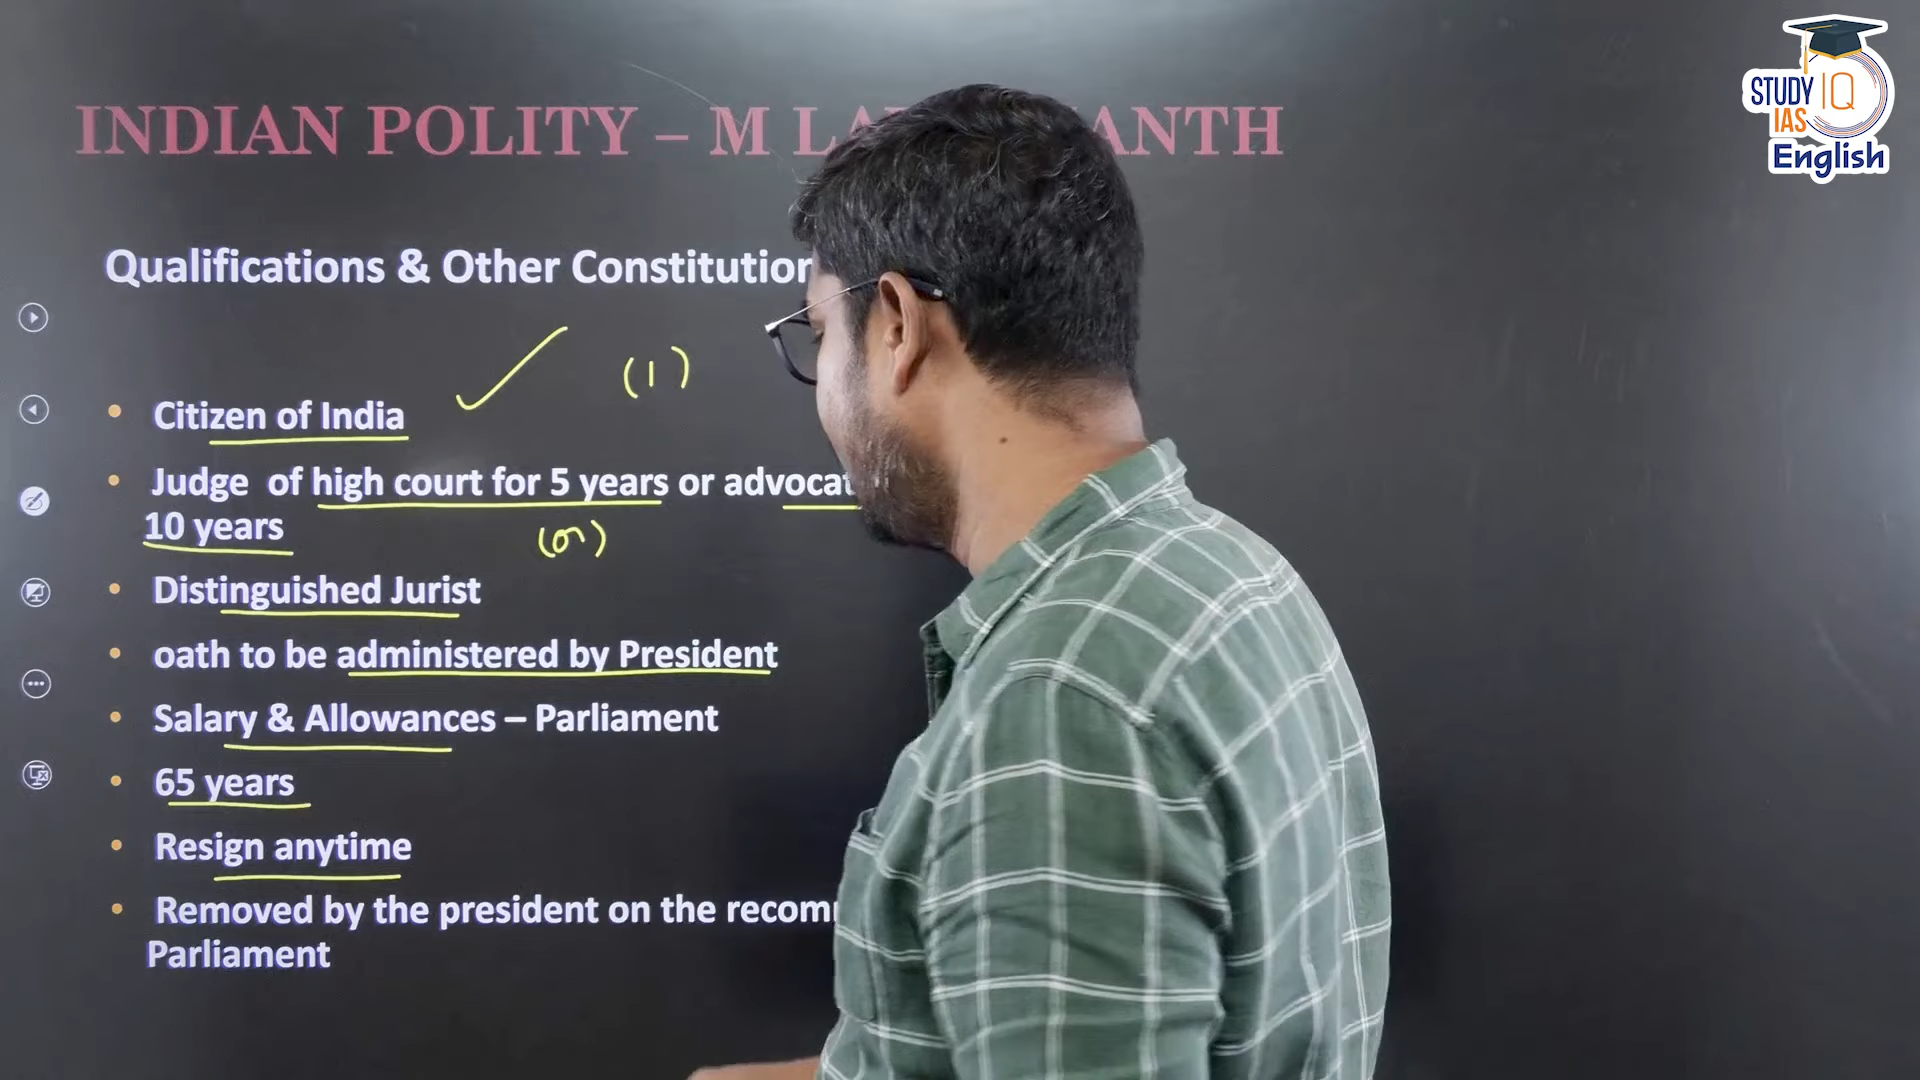 STUDY IQ
IAS
English
INDIAN POLITY – M LA ANTH
Qualifications & Other Constitution
(1)
• Citizen of India
• Judge of high court for 5 years or advocat
10 years
(or)
• Distinguished Jurist
• oath to be administered by President
• Salary & Allowances – Parliament
• 65 years
• Resign anytime
• Removed by the president on the recom
Parliament